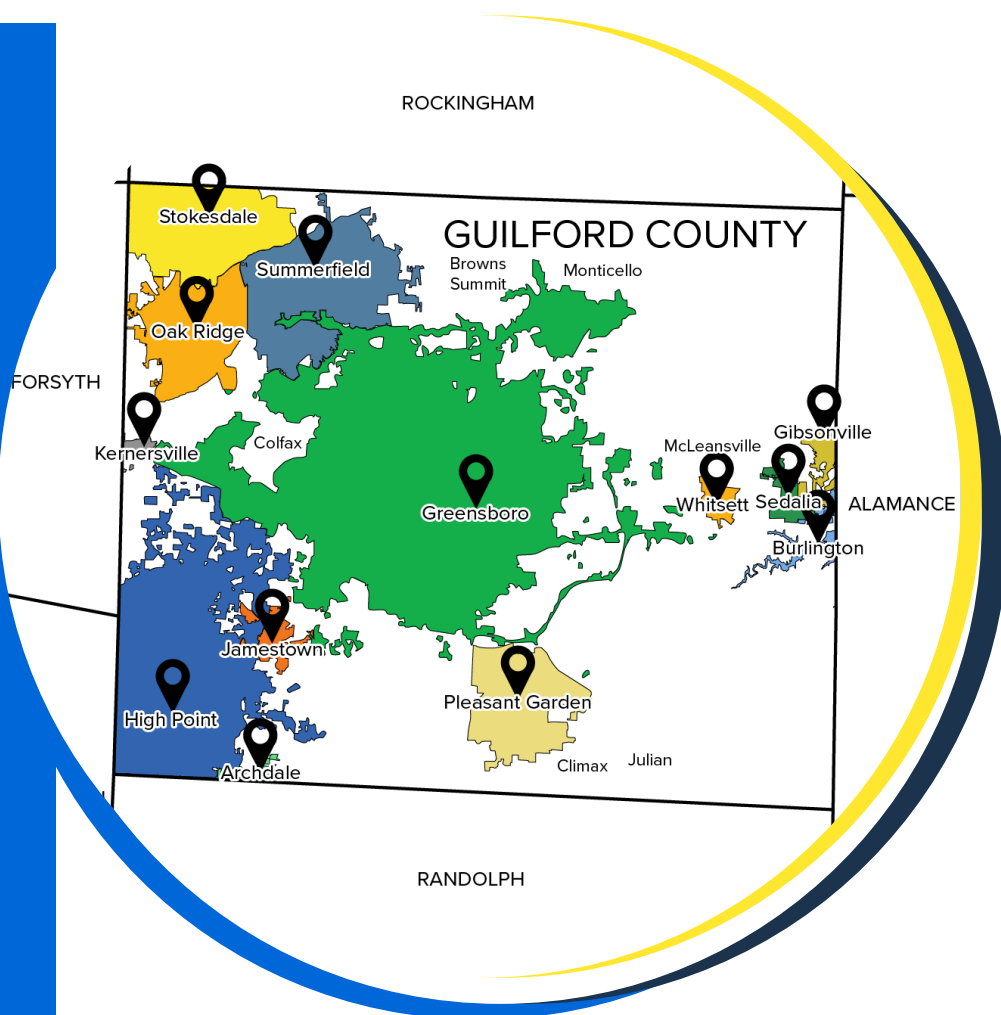 ROCKINGHAM
Stokesdale
GUILFORD COUNTY
Summerfield
Browns
Summit
Monticello
Oak Ridge
FORSYTH
Gibsonville
Colfax
McLeansville
Kernersville
Whitsett
Sedalia
ALAMANCE
Greensboro
Burlington
Jamestown
Pleasant Garden
High Point
Julian
Climax
Archdale
RANDOLPH